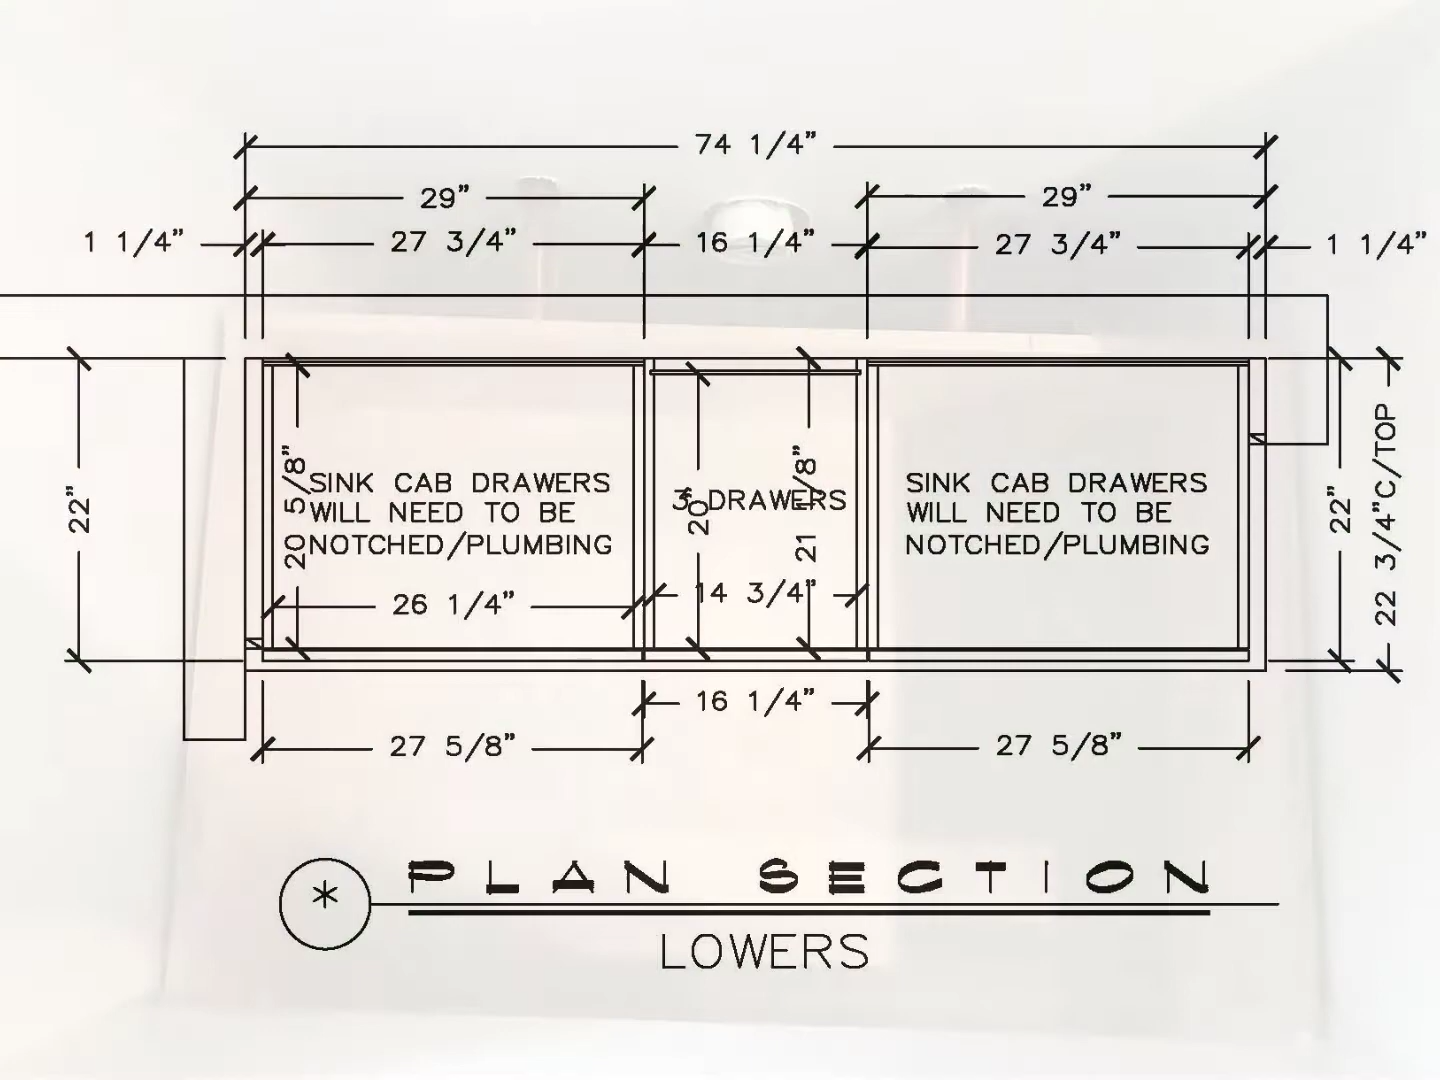 74 1/4"
29"
29"
1 1/4"
27 3/4"
16 1/4"
27 3/4"
1 1/4"
22"
20 5/8"
SINK CAB DRAWERS
WILL NEED TO BE
NOTCHED/PLUMBING
26 1/4"
3 DRAWERS
20"
21 1/8"
14 3/4"
SINK CAB DRAWERS
WILL NEED TO BE
NOTCHED/PLUMBING
22"
22 3/4"C/TOP
16 1/4"
27 5/8"
27 5/8"
*
PLAN SECTION
LOWERS